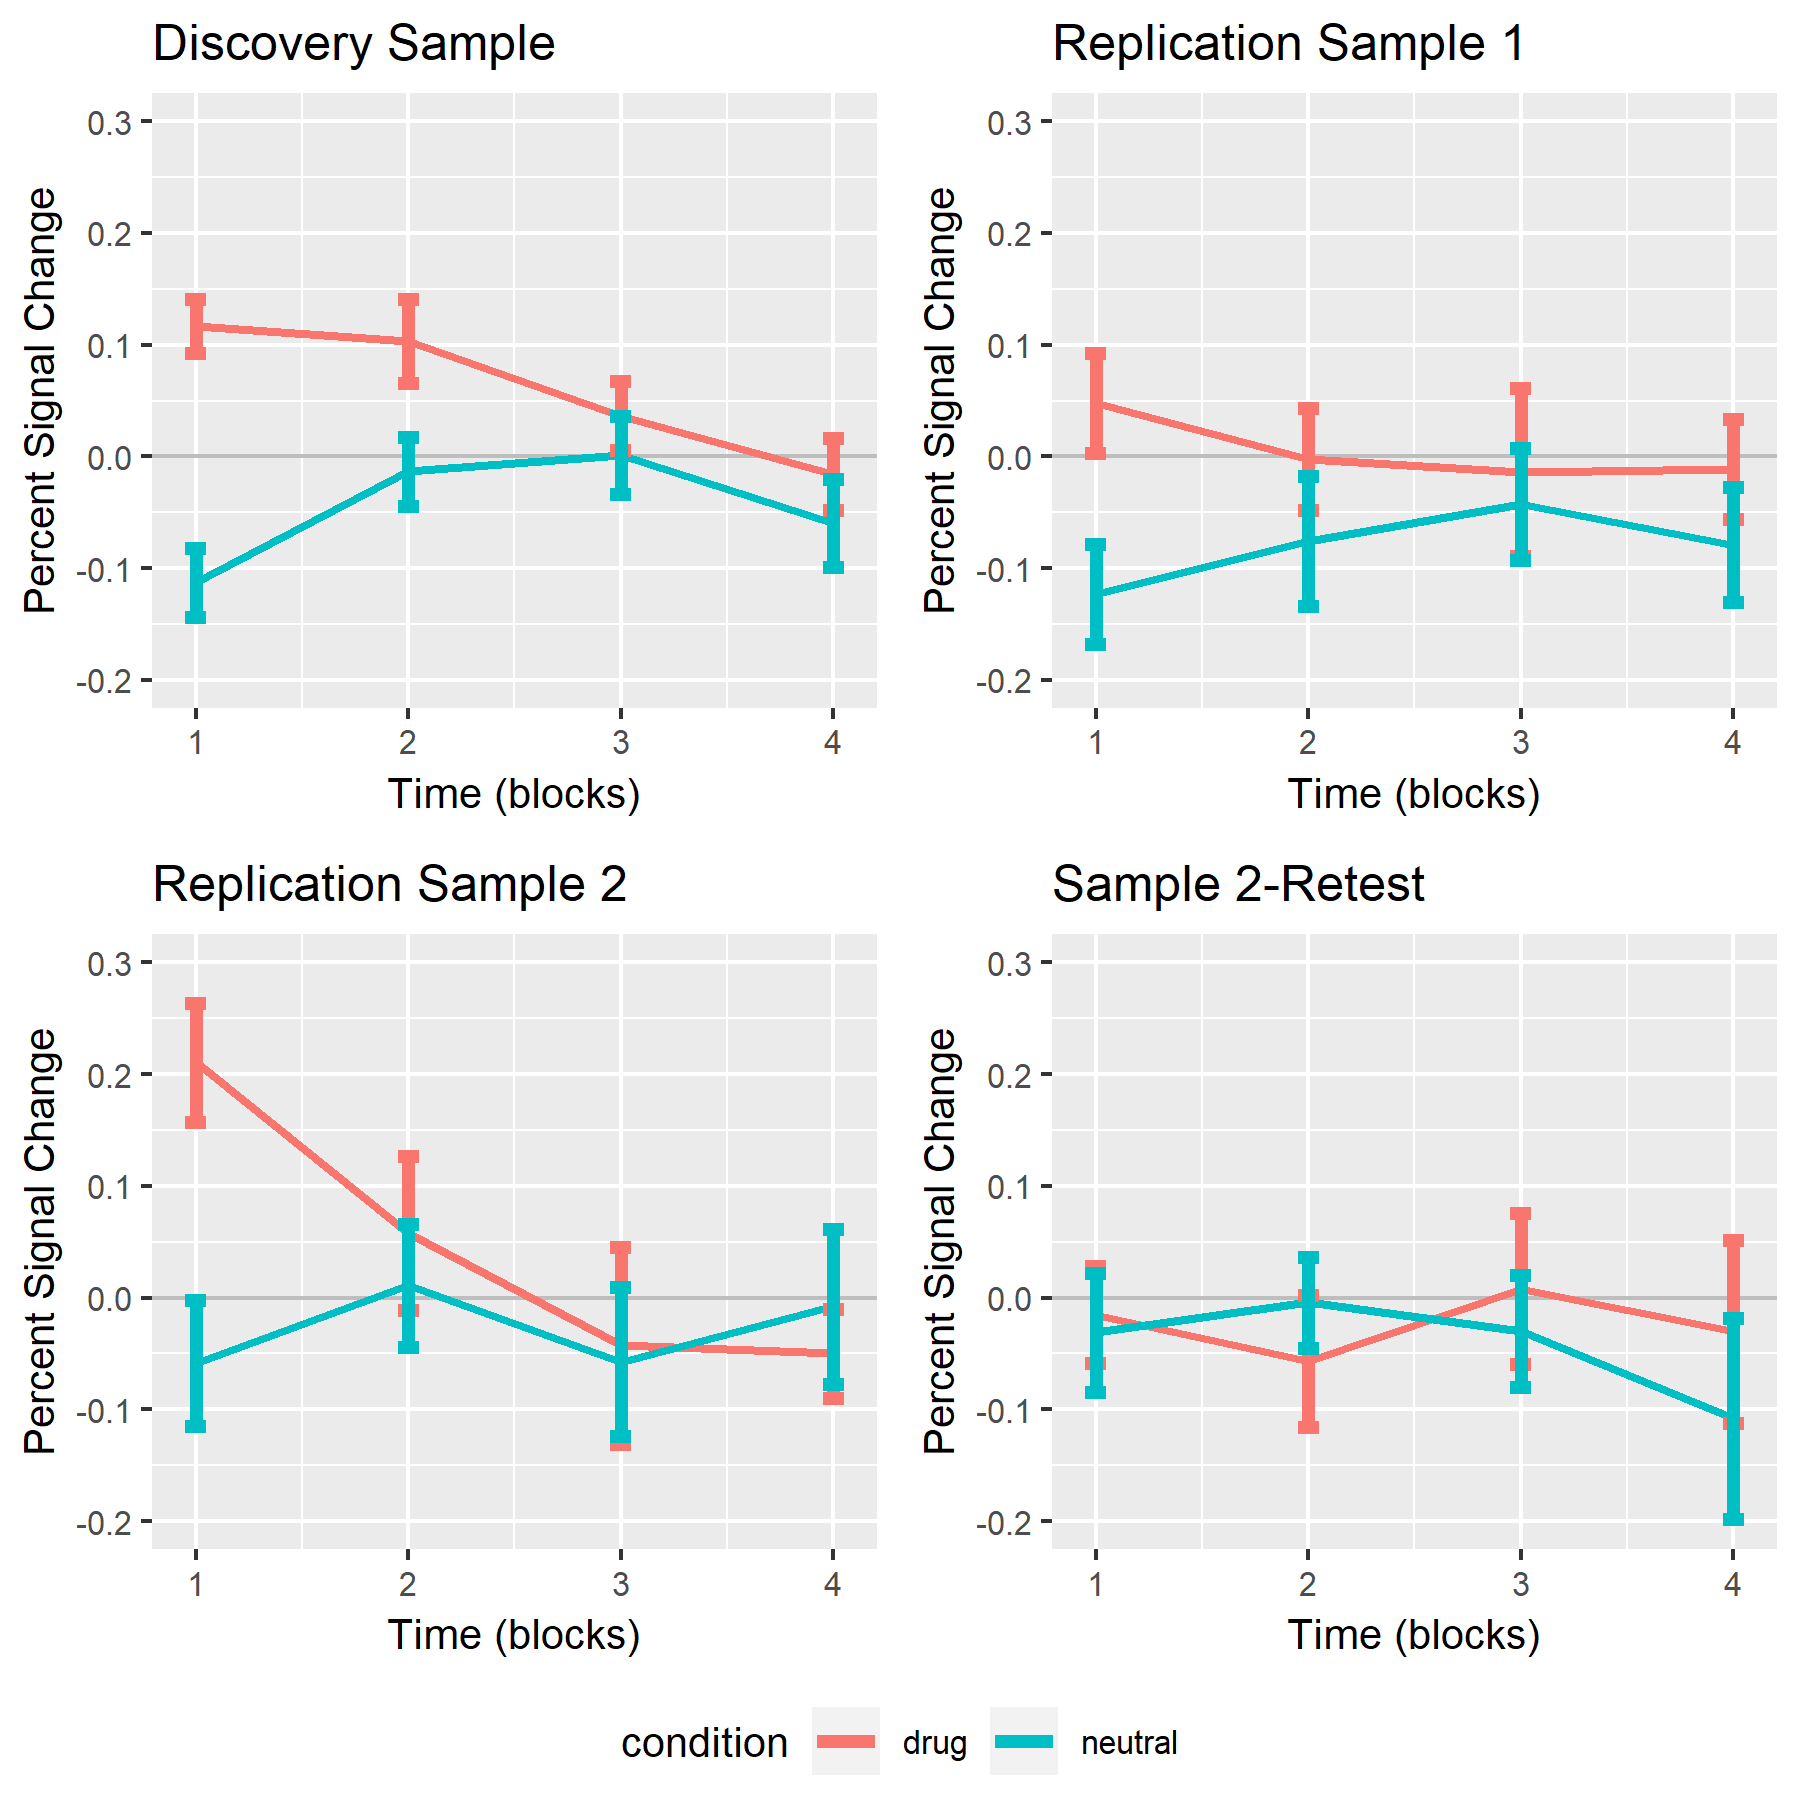 Discovery Sample
Percent Signal Change
0.3
0.2
0.1
0.0
-0.1
-0.2
1 2 3 4
Time (blocks)
Replication Sample 1
Percent Signal Change
0.3
0.2
0.1
0.0
-0.1
-0.2
1 2 3 4
Time (blocks)
Replication Sample 2
Percent Signal Change
0.3
0.2
0.1
0.0
-0.1
-0.2
1 2 3 4
Time (blocks)
Sample 2-Retest
Percent Signal Change
0.3
0.2
0.1
0.0
-0.1
-0.2
1 2 3 4
Time (blocks)
condition drug neutral